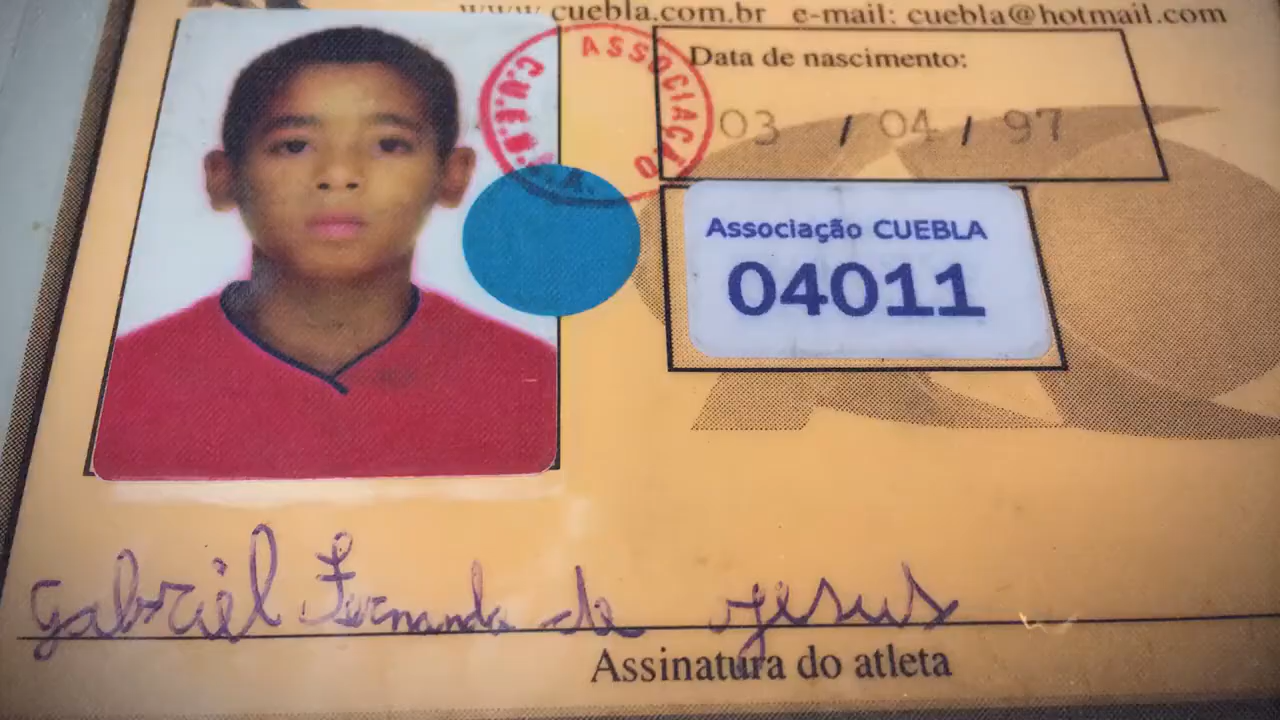 www.cuebla.com.br e-mail: cuebla@hotmail.com
ASSOCIAÇÃO
C.U.E.B.L.A.
Data de nascimento:
03 / 04 / 97
Associação CUEBLA
04011
Gabriel Fernando de Jesus
Assinatura do atleta